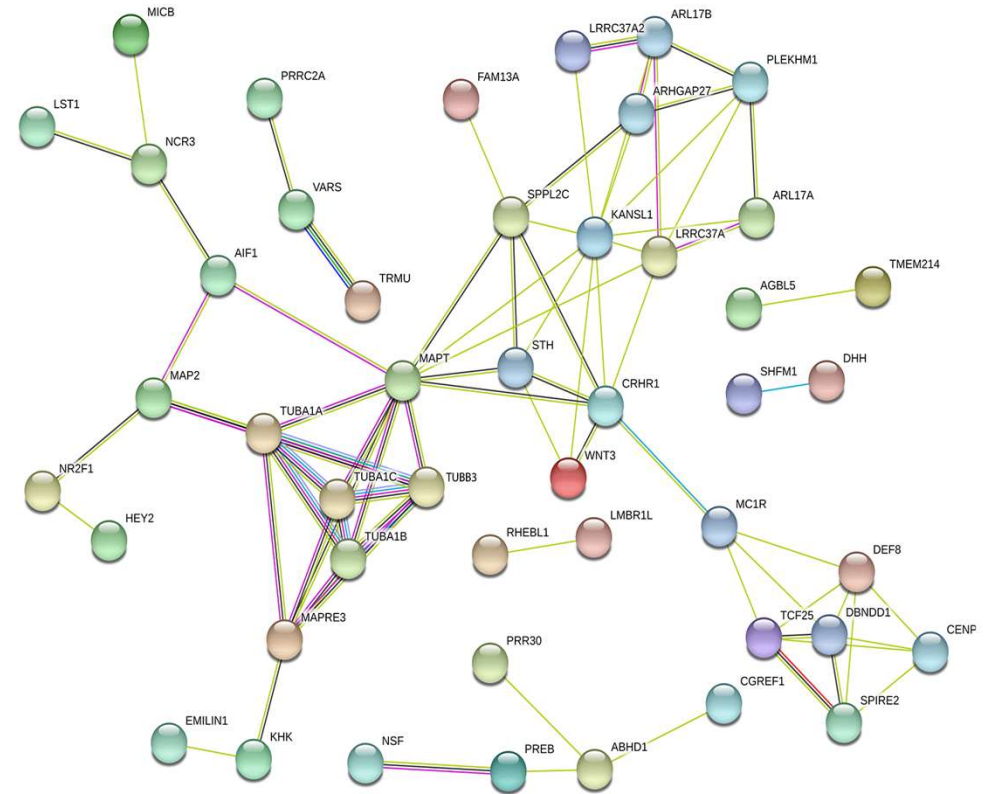 MICB
ARL17B
LRRC37A2
PLEKHM1
FAM13A
PRRC2A
ARHGAP27
LST1
NCR3
VARS
SPPL2C
ARL17A
KANSL1
LRRC37A
AIF1
TMEM214
TRMU
AGBL5
STH
MAPT
DHH
SHFM1
MAP2
CRHR1
TUBA1A
WNT3
NR2F1
TUBA1C
TUBB3
MC1R
LMBR1L
HEY2
RHEBL1
TUBA1B
DEF8
MAPRE3
TCF25
DBNDD1
CENP
PRR30
CGREF1
SPIRE2
EMILIN1
KHK
NSF
PREB
ABHD1